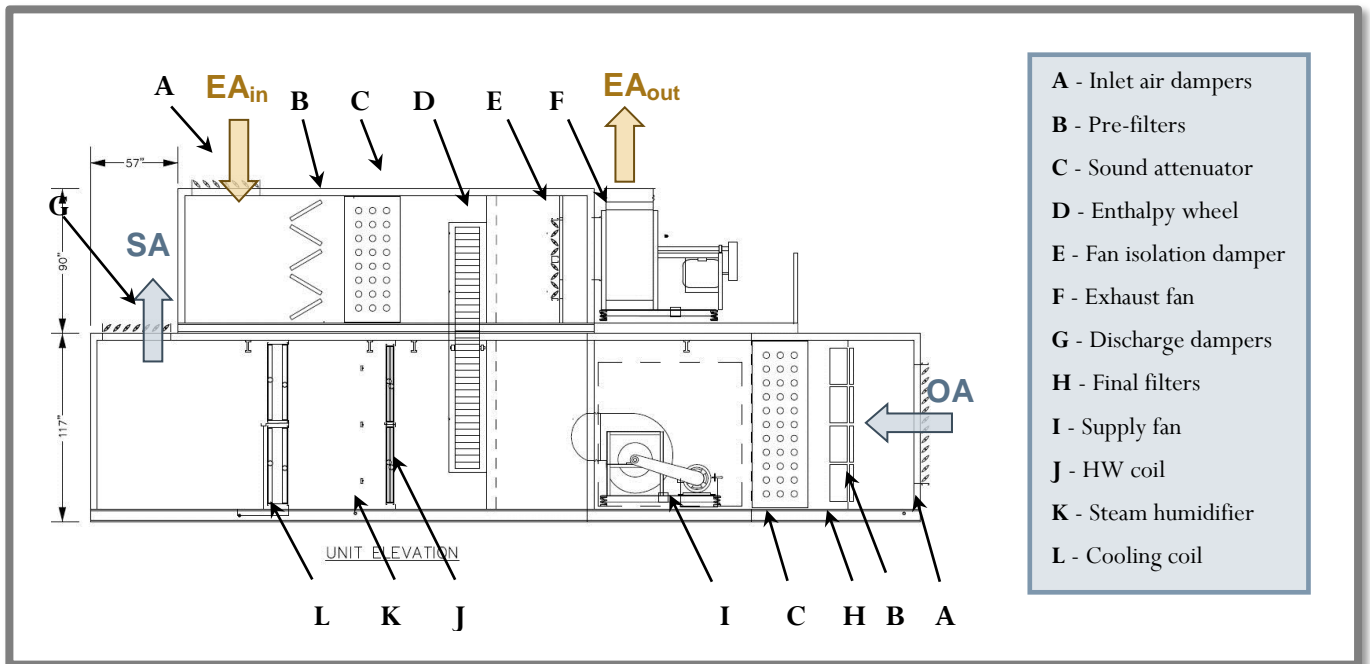 A
EAin
B
C
D
E
F
EAout
57"
G
SA
90"
117"
OA
UNIT ELEVATION
L
K
J
I
C
H
B
A
A - Inlet air dampers
B - Pre-filters
C - Sound attenuator
D - Enthalpy wheel
E - Fan isolation damper
F - Exhaust fan
G - Discharge dampers
H - Final filters
I - Supply fan
J - HW coil
K - Steam humidifier
L - Cooling coil